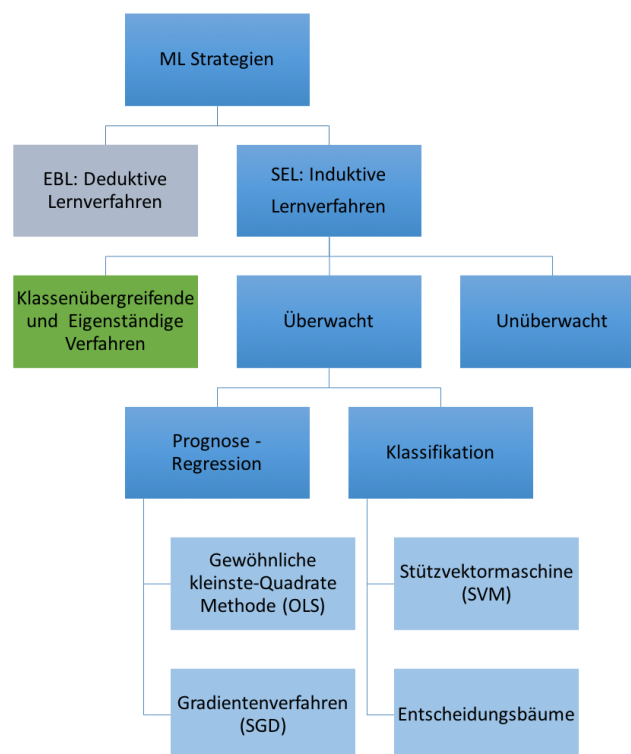 ML Strategien
EBL: Deduktive
Lernverfahren
SEL: Induktive
Lernverfahren
Klassenübergreifende
und Eigenständige
Verfahren
Überwacht
Unüberwacht
Prognose -
Regression
Klassifikation
Gewöhnliche
kleinste-Quadrate
Methode (OLS)
Stützvektormaschine
(SVM)
Gradientenverfahren
(SGD)
Entscheidungsbäume